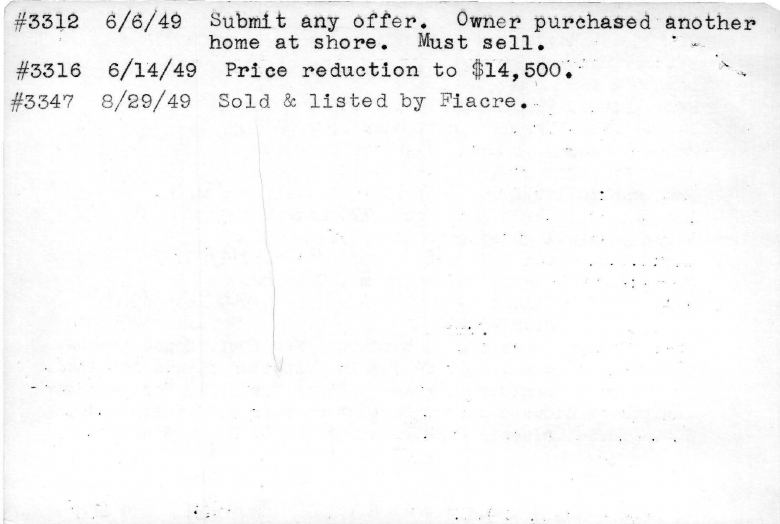 #3312 6/6/49 Submit any offer. Owner purchased another
home at shore. Must sell.
#3316 6/14/49 Price reduction to $14,500.
#3347 8/29/49 Sold & listed by Fiacre.